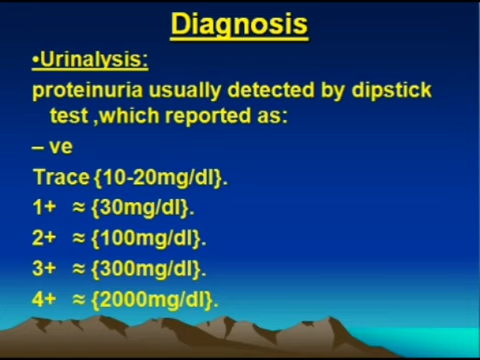 Diagnosis
•Urinalysis:
proteinuria usually detected by dipstick
test ,which reported as:
– ve
Trace {10-20mg/dl}.
1+ ≈ {30mg/dl}.
2+ ≈ {100mg/dl}.
3+ ≈ {300mg/dl}.
4+ ≈ {2000mg/dl}.